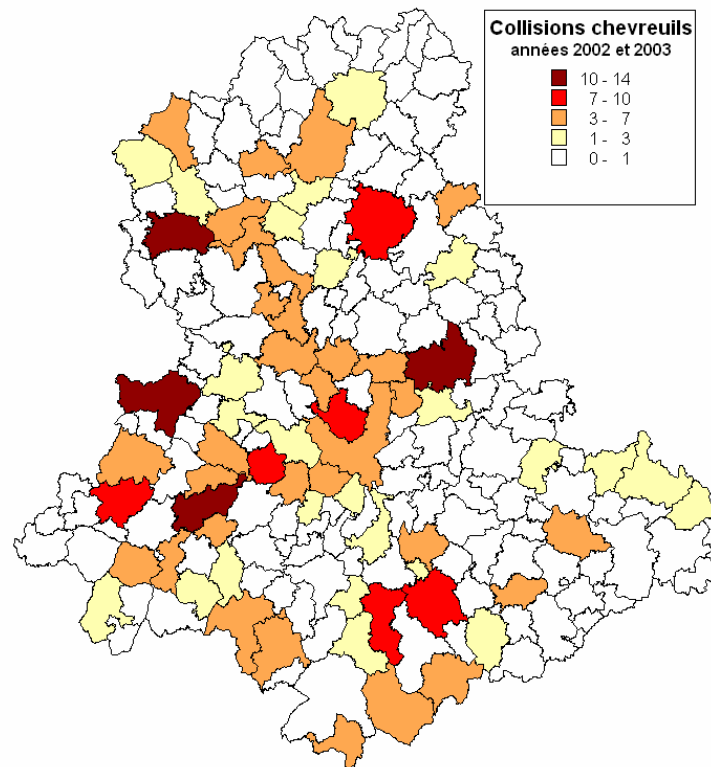 Collisions chevreuils
années 2002 et 2003
10 - 14
7 - 10
3 - 7
1 - 3
0 - 1